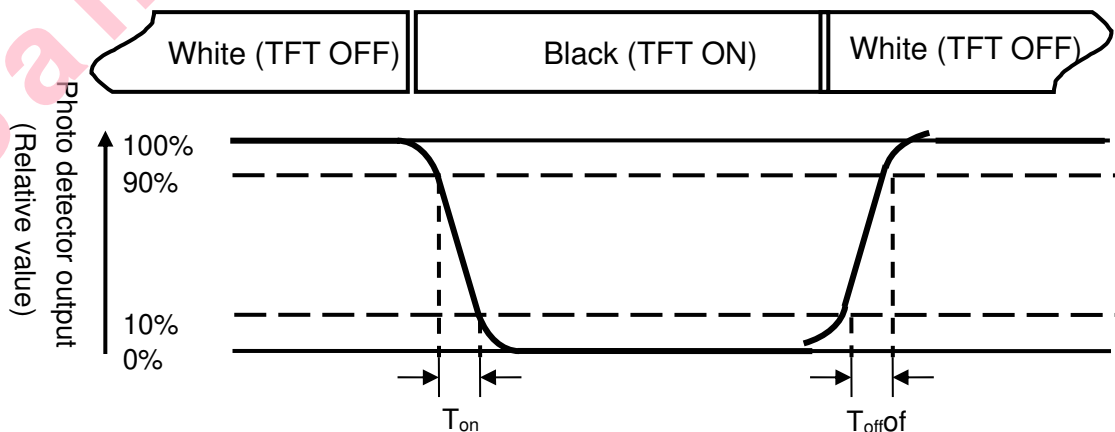 White (TFT OFF)
Black (TFT ON)
White (TFT OFF)
Photo detector output
(Relative value)
100%
90%
10%
0%
Ton
Toffof